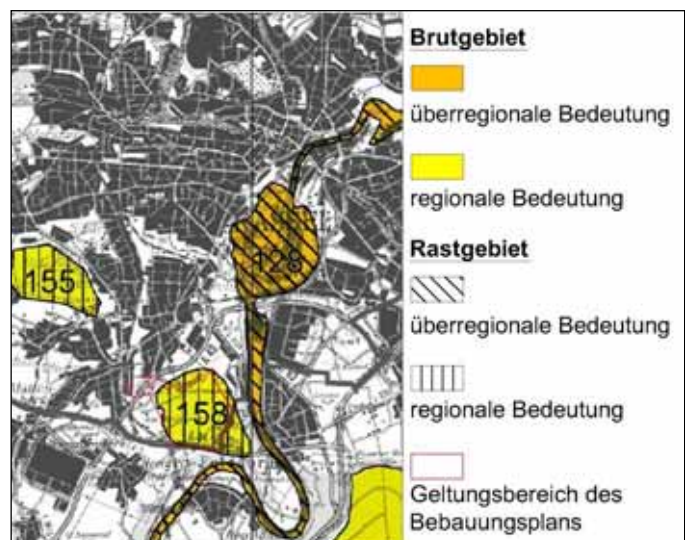 Brutgebiet
überregionale Bedeutung
regionale Bedeutung
Rastgebiet
überregionale Bedeutung
regionale Bedeutung
Geltungsbereich des
Bebauungsplans
128
155
158